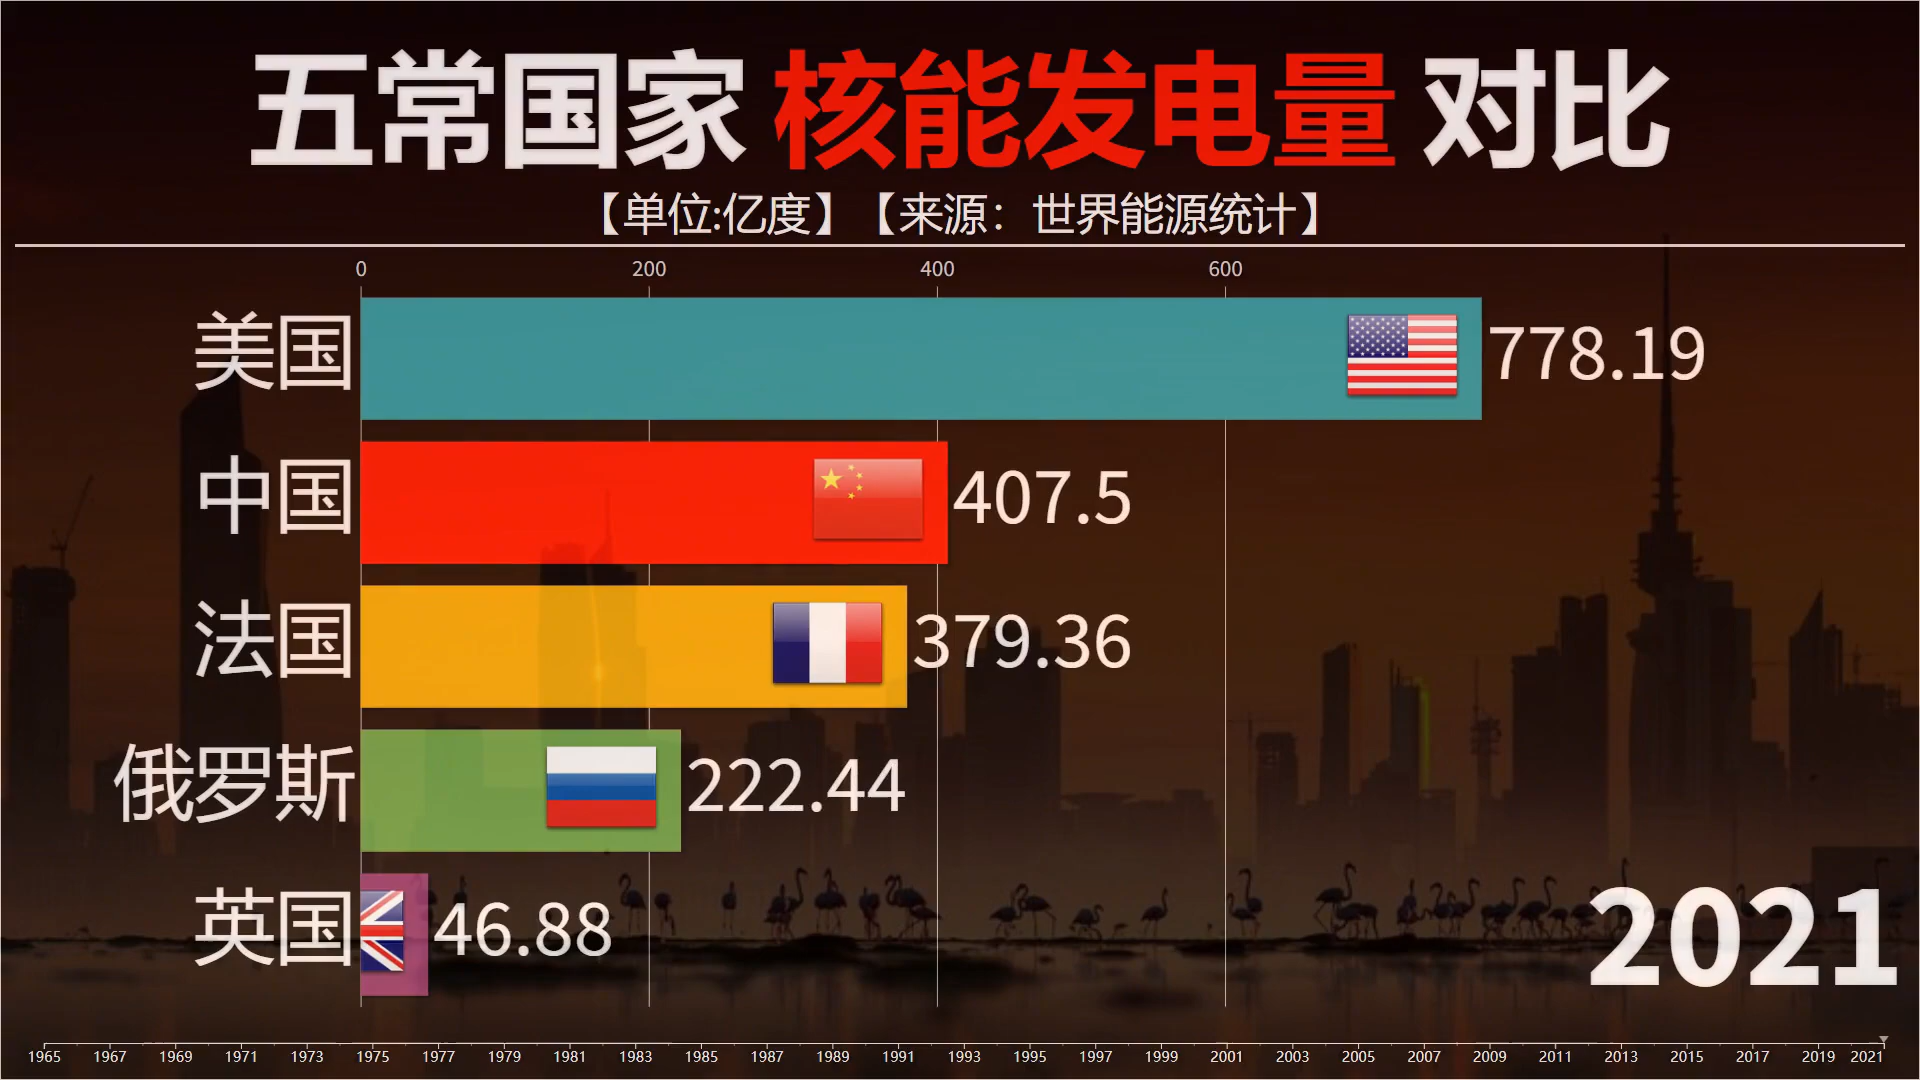 五常国家 核能发电量 对比
【单位:亿度】【来源：世界能源统计】
0 200 400 600
美国 778.19
中国 407.5
法国 379.36
俄罗斯 222.44
英国 46.88
2021
1965 1967 1969 1971 1973 1975 1977 1979 1981 1983 1985 1987 1989 1991 1993 1995 1997 1999 2001 2003 2005 2007 2009 2011 2013 2015 2017 2019 2021